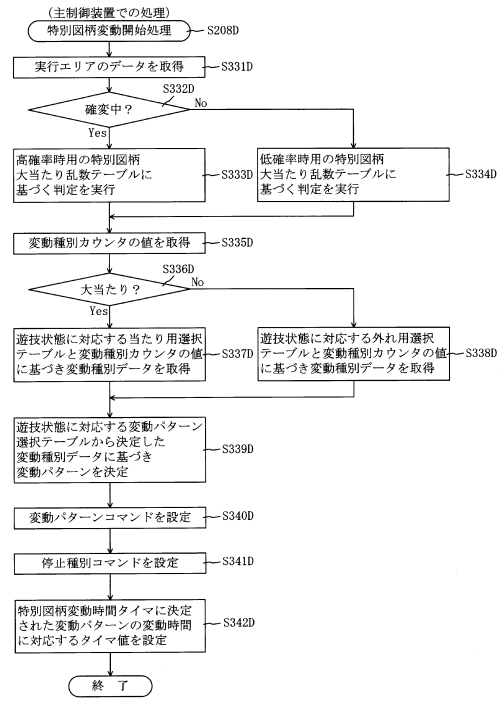 (主制御装置での処理)
特別図柄変動開始処理 S208D
実行エリアのデータを取得 S331D
S332D
確変中? No
Yes
高確率時用の特別図柄
大当たり乱数テーブルに
基づく判定を実行
S333D
低確率時用の特別図柄
大当たり乱数テーブルに
基づく判定を実行
S334D
変動種別カウンタの値を取得 S335D
S336D
大当たり? No
Yes
遊技状態に対応する当たり用選択
テーブルと変動種別カウンタの値
に基づき変動種別データを取得
S337D
遊技状態に対応する外れ用選択
テーブルと変動種別カウンタの値
に基づき変動種別データを取得
S338D
遊技状態に対応する変動パターン
選択テーブルから決定した
変動種別データに基づき
変動パターンを決定
S339D
変動パターンコマンドを設定 S340D
停止種別コマンドを設定 S341D
特別図柄変動時間タイマに決定
された変動パターンの変動時間
に対応するタイマ値を設定
S342D
終 了